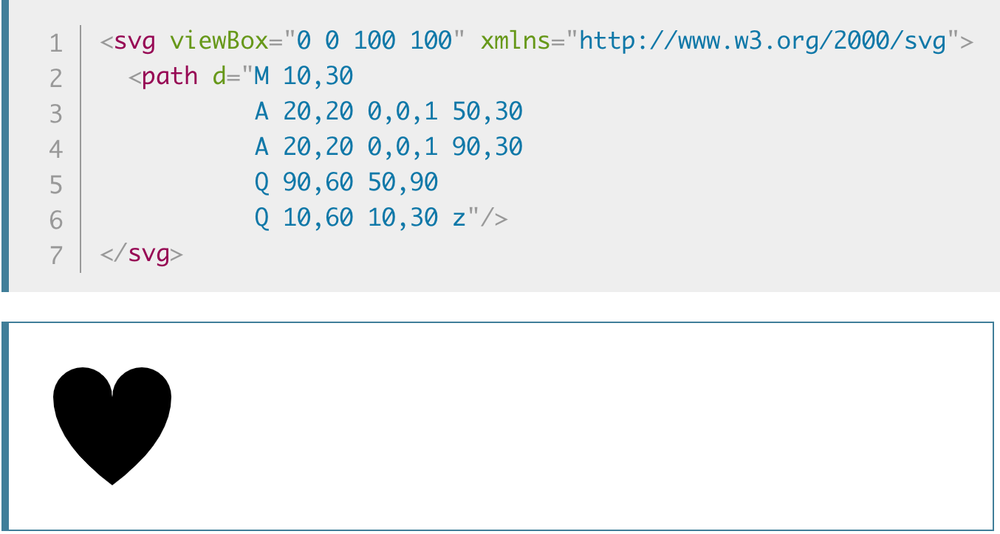 1 <svg viewBox="0 0 100 100" xmlns="http://www.w3.org/2000/svg">
2   <path d="M 10,30
3            A 20,20 0,0,1 50,30
4            A 20,20 0,0,1 90,30
5            Q 90,60 50,90
6            Q 10,60 10,30 z"/>
7 </svg>